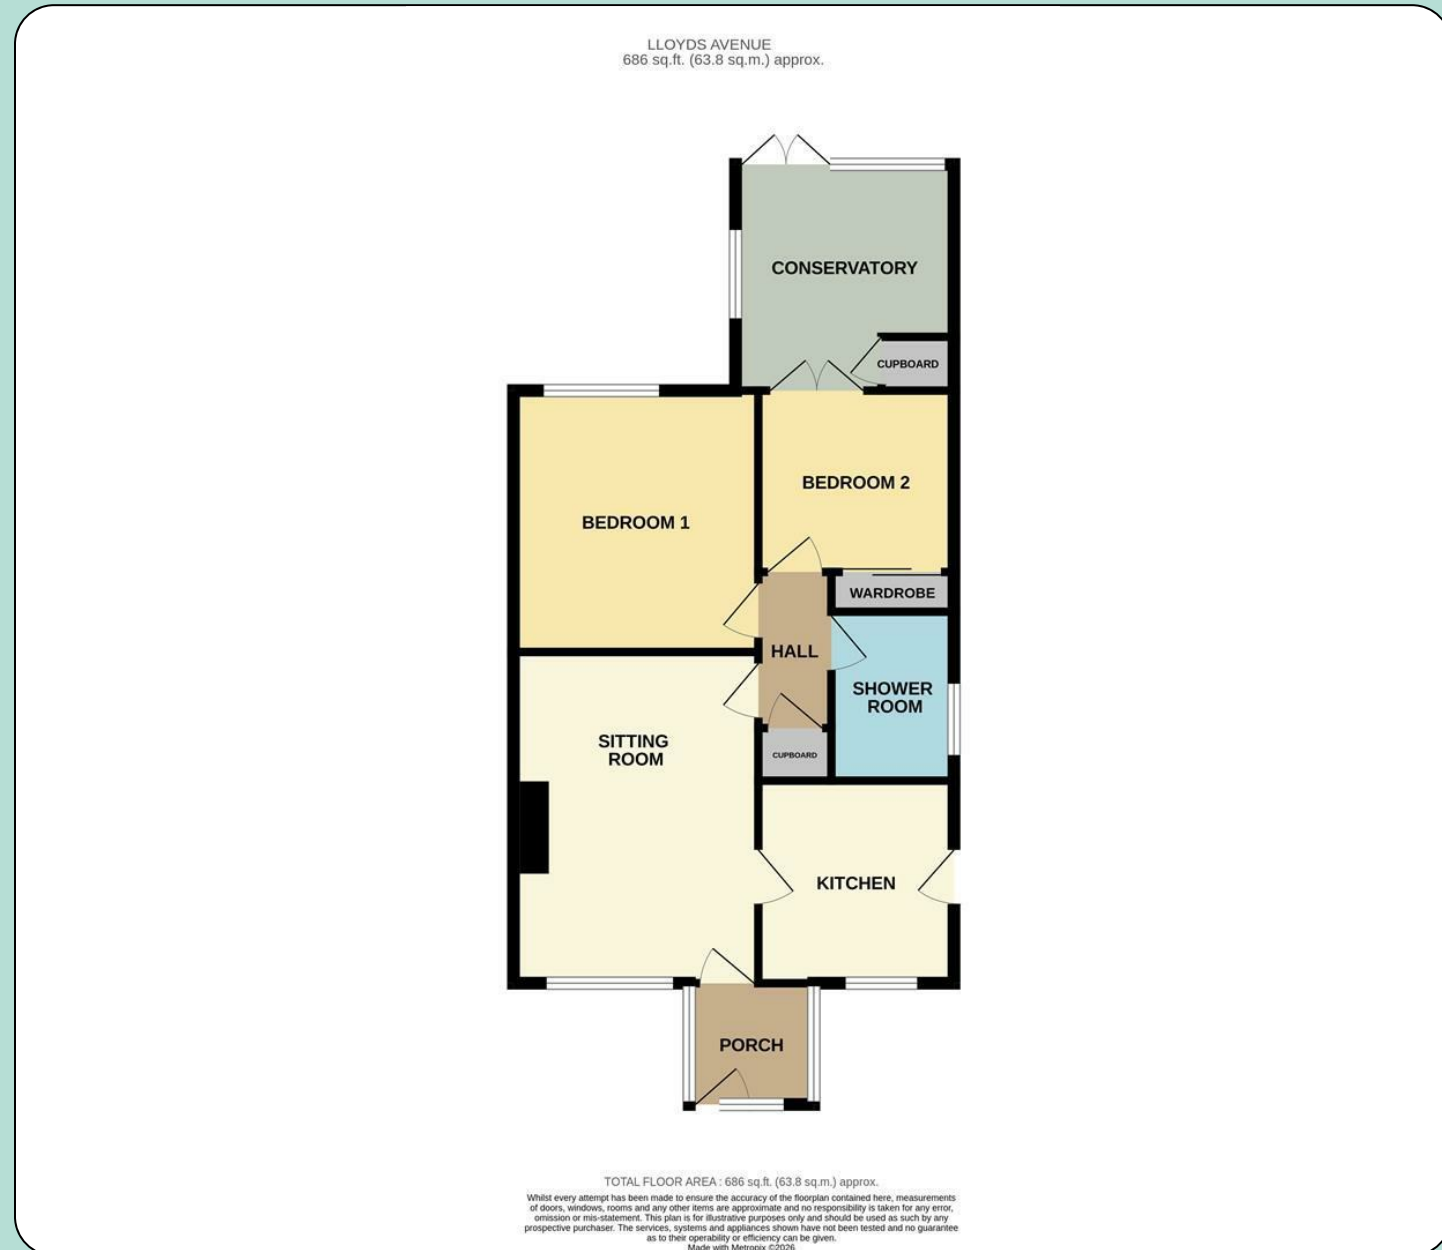 LLOYDS AVENUE
686 sq.ft. (63.8 sq.m.) approx.
CONSERVATORY
CUPBOARD
BEDROOM 2
BEDROOM 1
WARDROBE
HALL
SHOWER
ROOM
SITTING
ROOM
CUPBOARD
KITCHEN
PORCH
TOTAL FLOOR AREA : 686 sq.ft. (63.8 sq.m.) approx.
Whilst every attempt has been made to ensure the accuracy of the floorplan contained here, measurements
of doors, windows, rooms and any other items are approximate and no responsibility is taken for any error,
omission or mis-statement. This plan is for illustrative purposes only and should be used as such by any
prospective purchaser. The services, systems and appliances shown have not been tested and no guarantee
as to their operability or efficiency can be given.
Made with Metropix ©2026